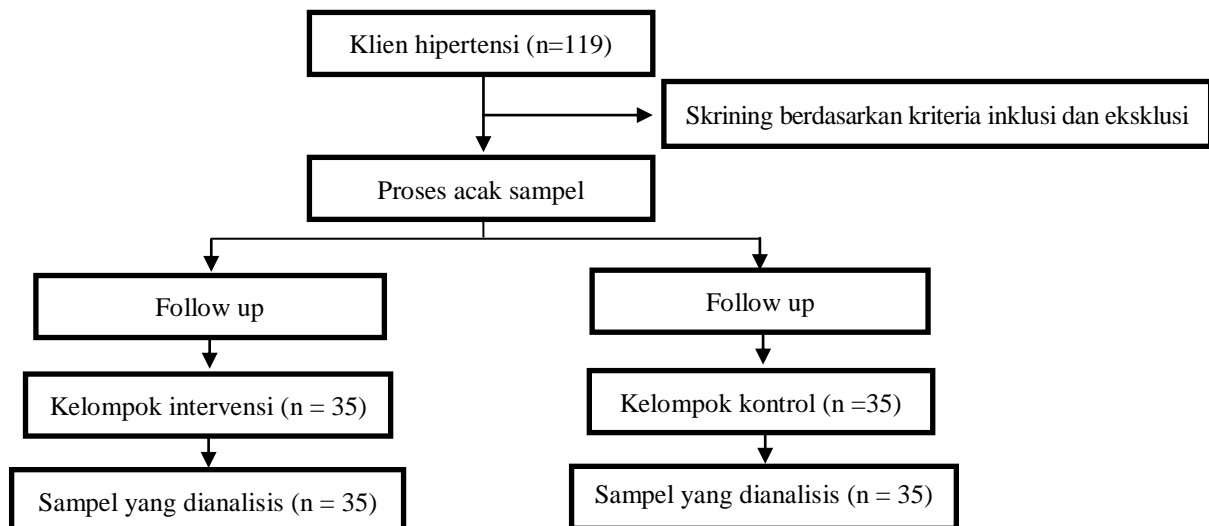 Klien hipertensi (n=119)
Skrining berdasarkan kriteria inklusi dan eksklusi
Proses acak sampel
Follow up
Follow up
Kelompok intervensi (n = 35)
Kelompok kontrol (n =35)
Sampel yang dianalisis (n = 35)
Sampel yang dianalisis (n = 35)